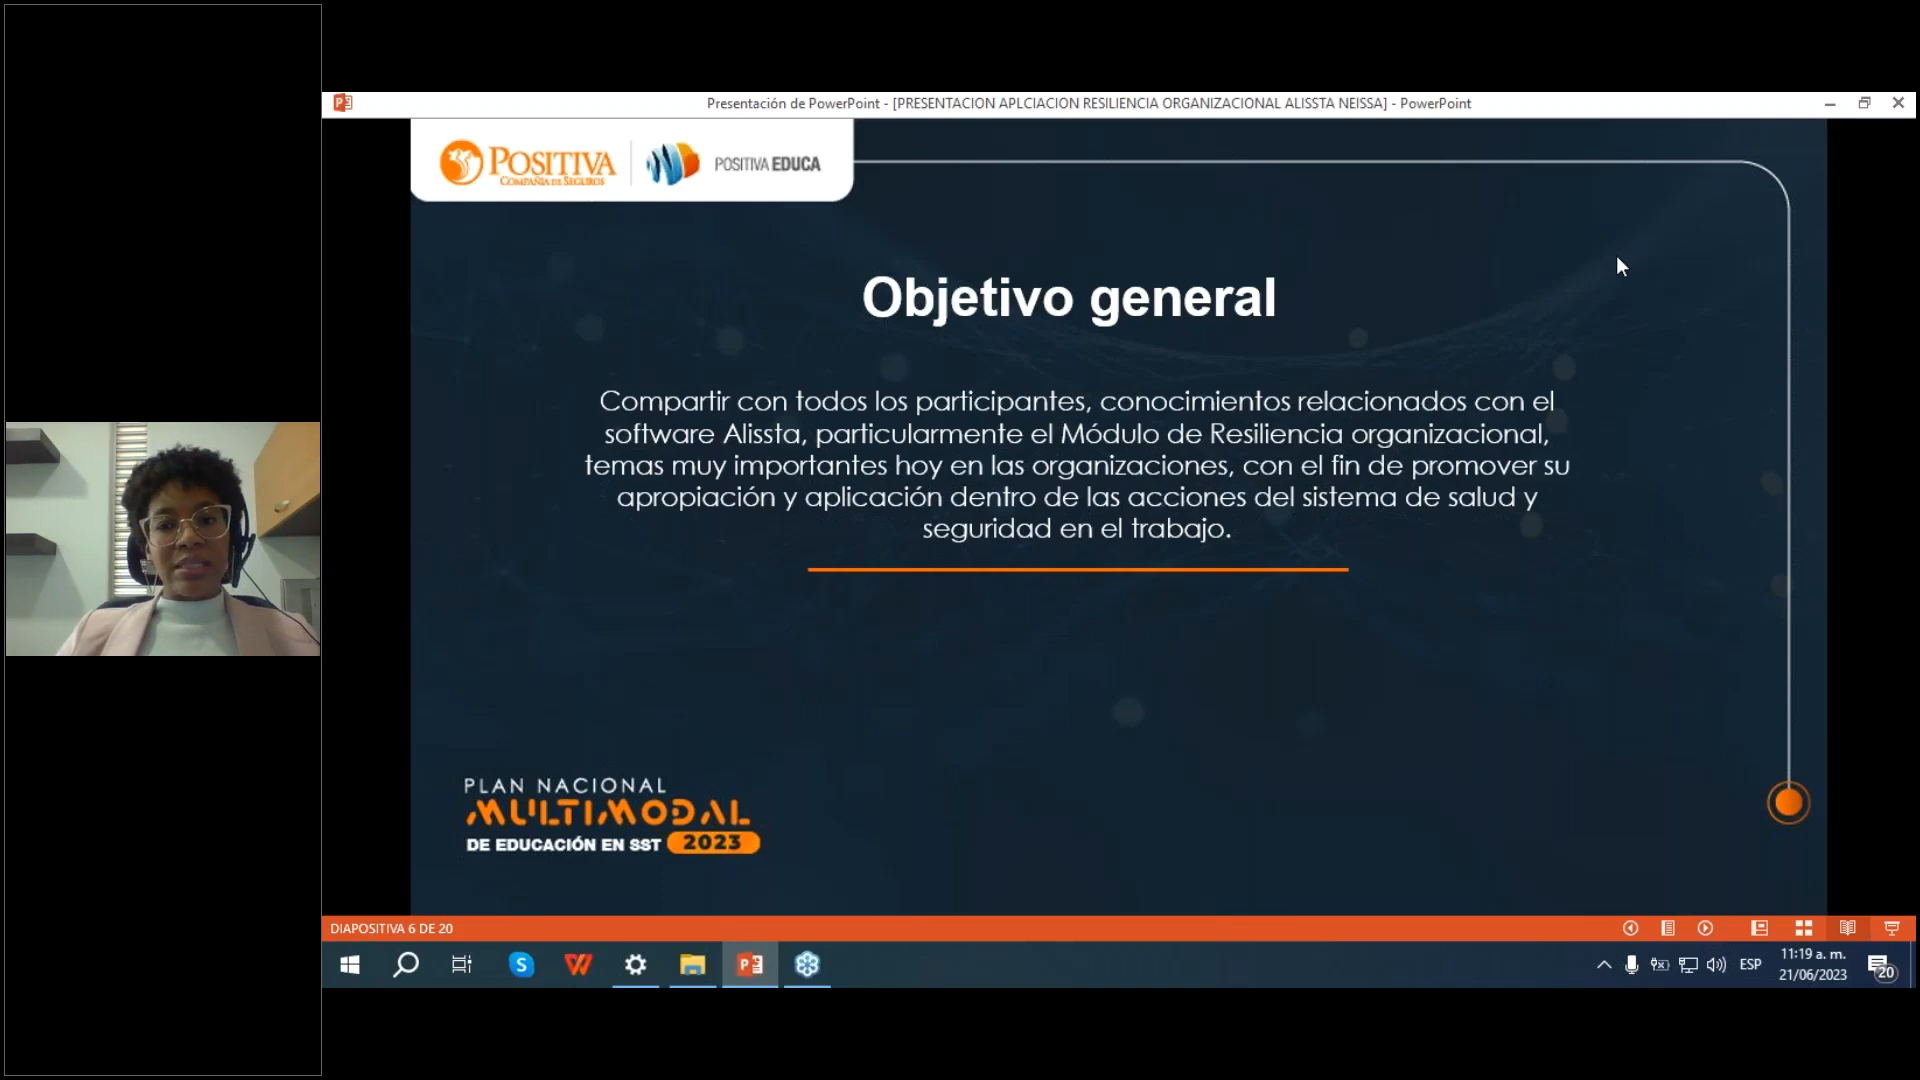 Presentación de PowerPoint - [PRESENTACION APLCIACION RESILIENCIA ORGANIZACIONAL ALISSTA NEISSA] - PowerPoint
POSITIVA
COMPAÑÍA DE SEGUROS
POSITIVA EDUCA
Objetivo general
Compartir con todos los participantes, conocimientos relacionados con el
software Alissta, particularmente el Módulo de Resiliencia organizacional,
temas muy importantes hoy en las organizaciones, con el fin de promover su
apropiación y aplicación dentro de las acciones del sistema de salud y
seguridad en el trabajo.
PLAN NACIONAL
MULTIMODAL
DE EDUCACIÓN EN SST 2023
DIAPOSITIVA 6 DE 20
ESP
11:19 a. m.
21/06/2023
20